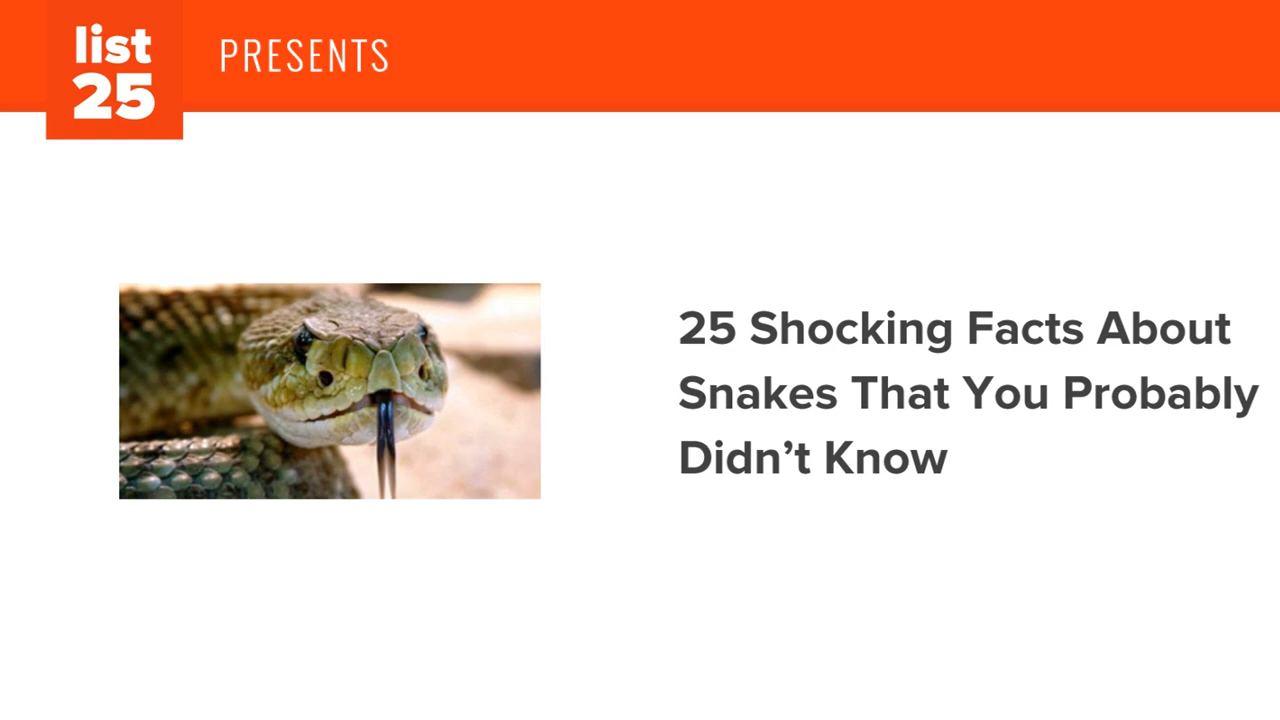 list
25
PRESENTS
25 Shocking Facts About
Snakes That You Probably
Didn’t Know